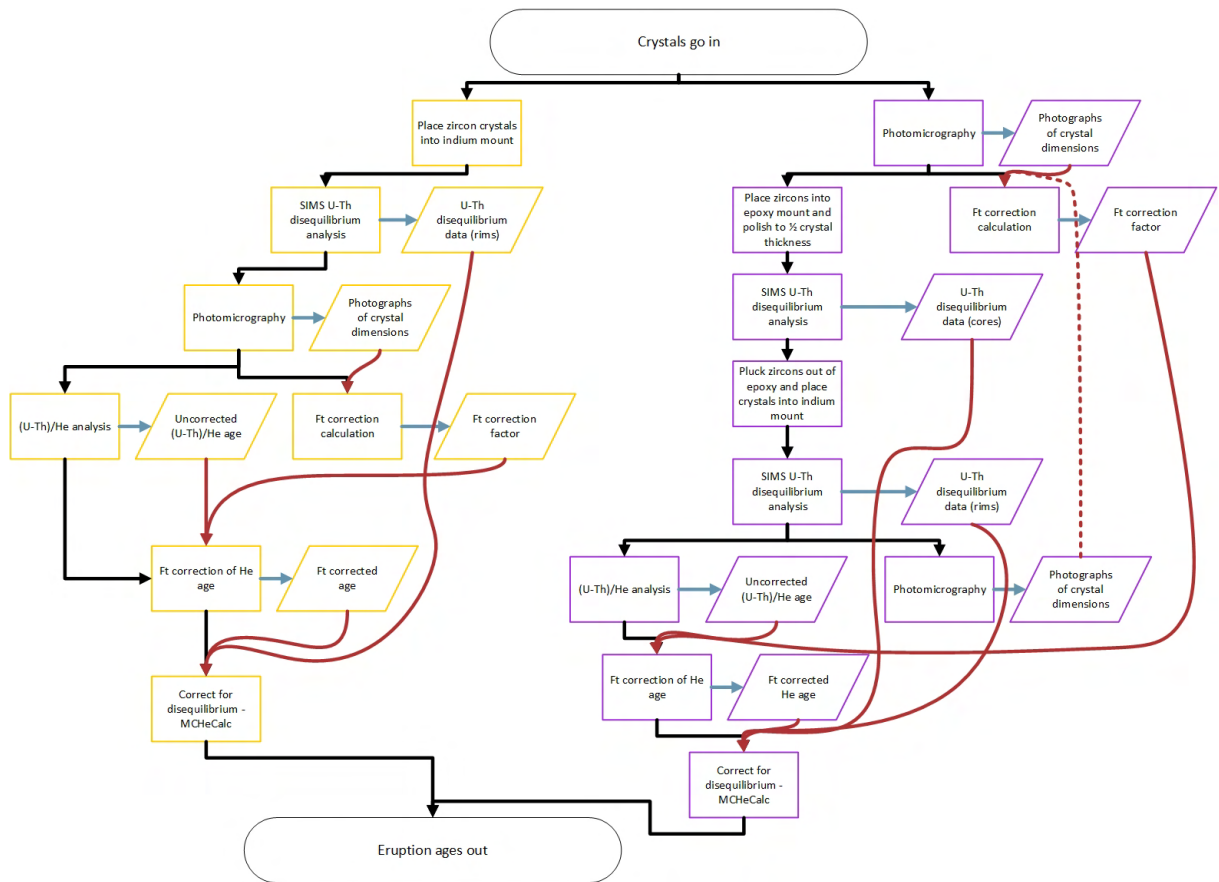 Crystals go in
Place zircon crystals
into indium mount
SIMS U-Th
disequilibrium
analysis
U-Th
disequilibrium
data (rims)
Photomicrography
Photographs
of crystal
dimensions
(U-Th)/He analysis
Uncorrected
(U-Th)/He age
Ft correction
calculation
Ft correction
factor
Ft correction of He
age
Ft corrected
age
Correct for
disequilibrium -
MCHeCalc
Photomicrography
Photographs
of crystal
dimensions
Place zircons into
epoxy mount and
polish to ½ crystal
thickness
Ft correction
calculation
Ft correction
factor
SIMS U-Th
disequilibrium
analysis
U-Th
disequilibrium
data (cores)
Pluck zircons out of
epoxy and place
crystals into indium
mount
SIMS U-Th
disequilibrium
analysis
U-Th
disequilibrium
data (rims)
(U-Th)/He analysis
Uncorrected
(U-Th)/He age
Photomicrography
Photographs
of crystal
dimensions
Ft correction of He
age
Ft corrected
He age
Correct for
disequilibrium -
MCHeCalc
Eruption ages out